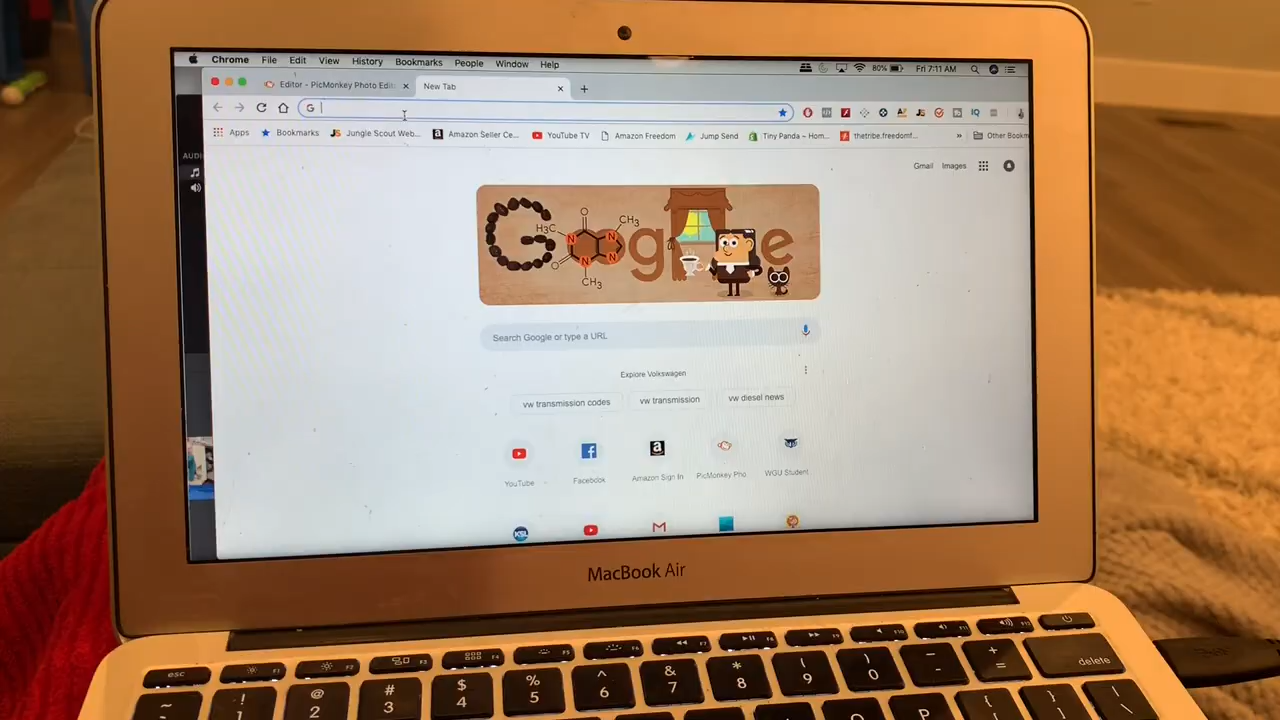 Chrome File Edit View History Bookmarks People Window Help 80% Fri 7:11 AM
Editor - PicMonkey Photo Edit New Tab
G
Apps Bookmarks Jungle Scout Web... Amazon Seller Ce... YouTube TV Amazon Freedom Jump Send Tiny Panda ~ Hom... thetribe.freedomf... » Other Bookm
AUDI
Gmail Images
Google
H3C CH3
N N N N
O O
CH3
Search Google or type a URL
Explore Volkswagen
vw transmission codes vw transmission vw diesel news
YouTube Facebook Amazon Sign In PicMonkey Pho WGU Student
KSL
MacBook Air
esc F1 F2 F3 F4 F5 F6 F7 F8 F9 F10 F11 F12
~ ! @ 2 # 3 $ 4 % 5 ^ 6 & 7 * 8 ( 9 ) 0 _ - + = delete
O P { [ } ] | \